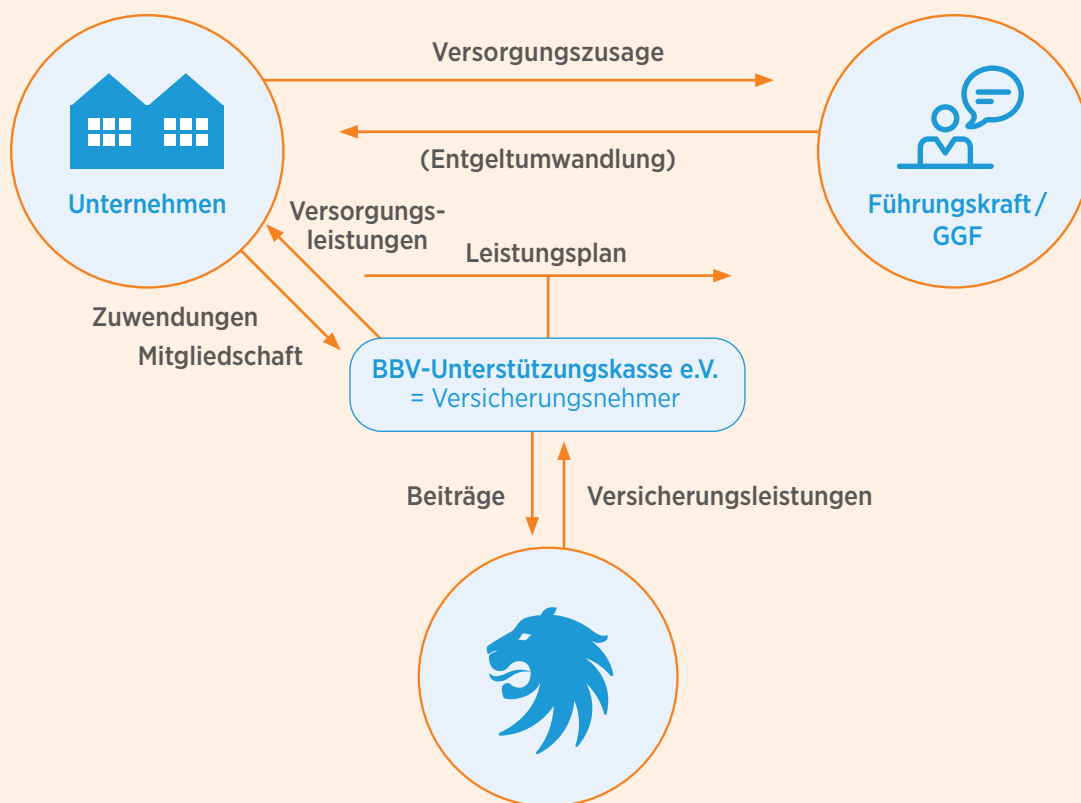 Versorgungszusage
(Entgeltumwandlung)
Unternehmen
Führungskraft/
GGF
Versorgungs-
leistungen
Leistungsplan
Zuwendungen
Mitgliedschaft
BBV-Unterstützungskasse e.V.
= Versicherungsnehmer
Beiträge
Versicherungsleistungen